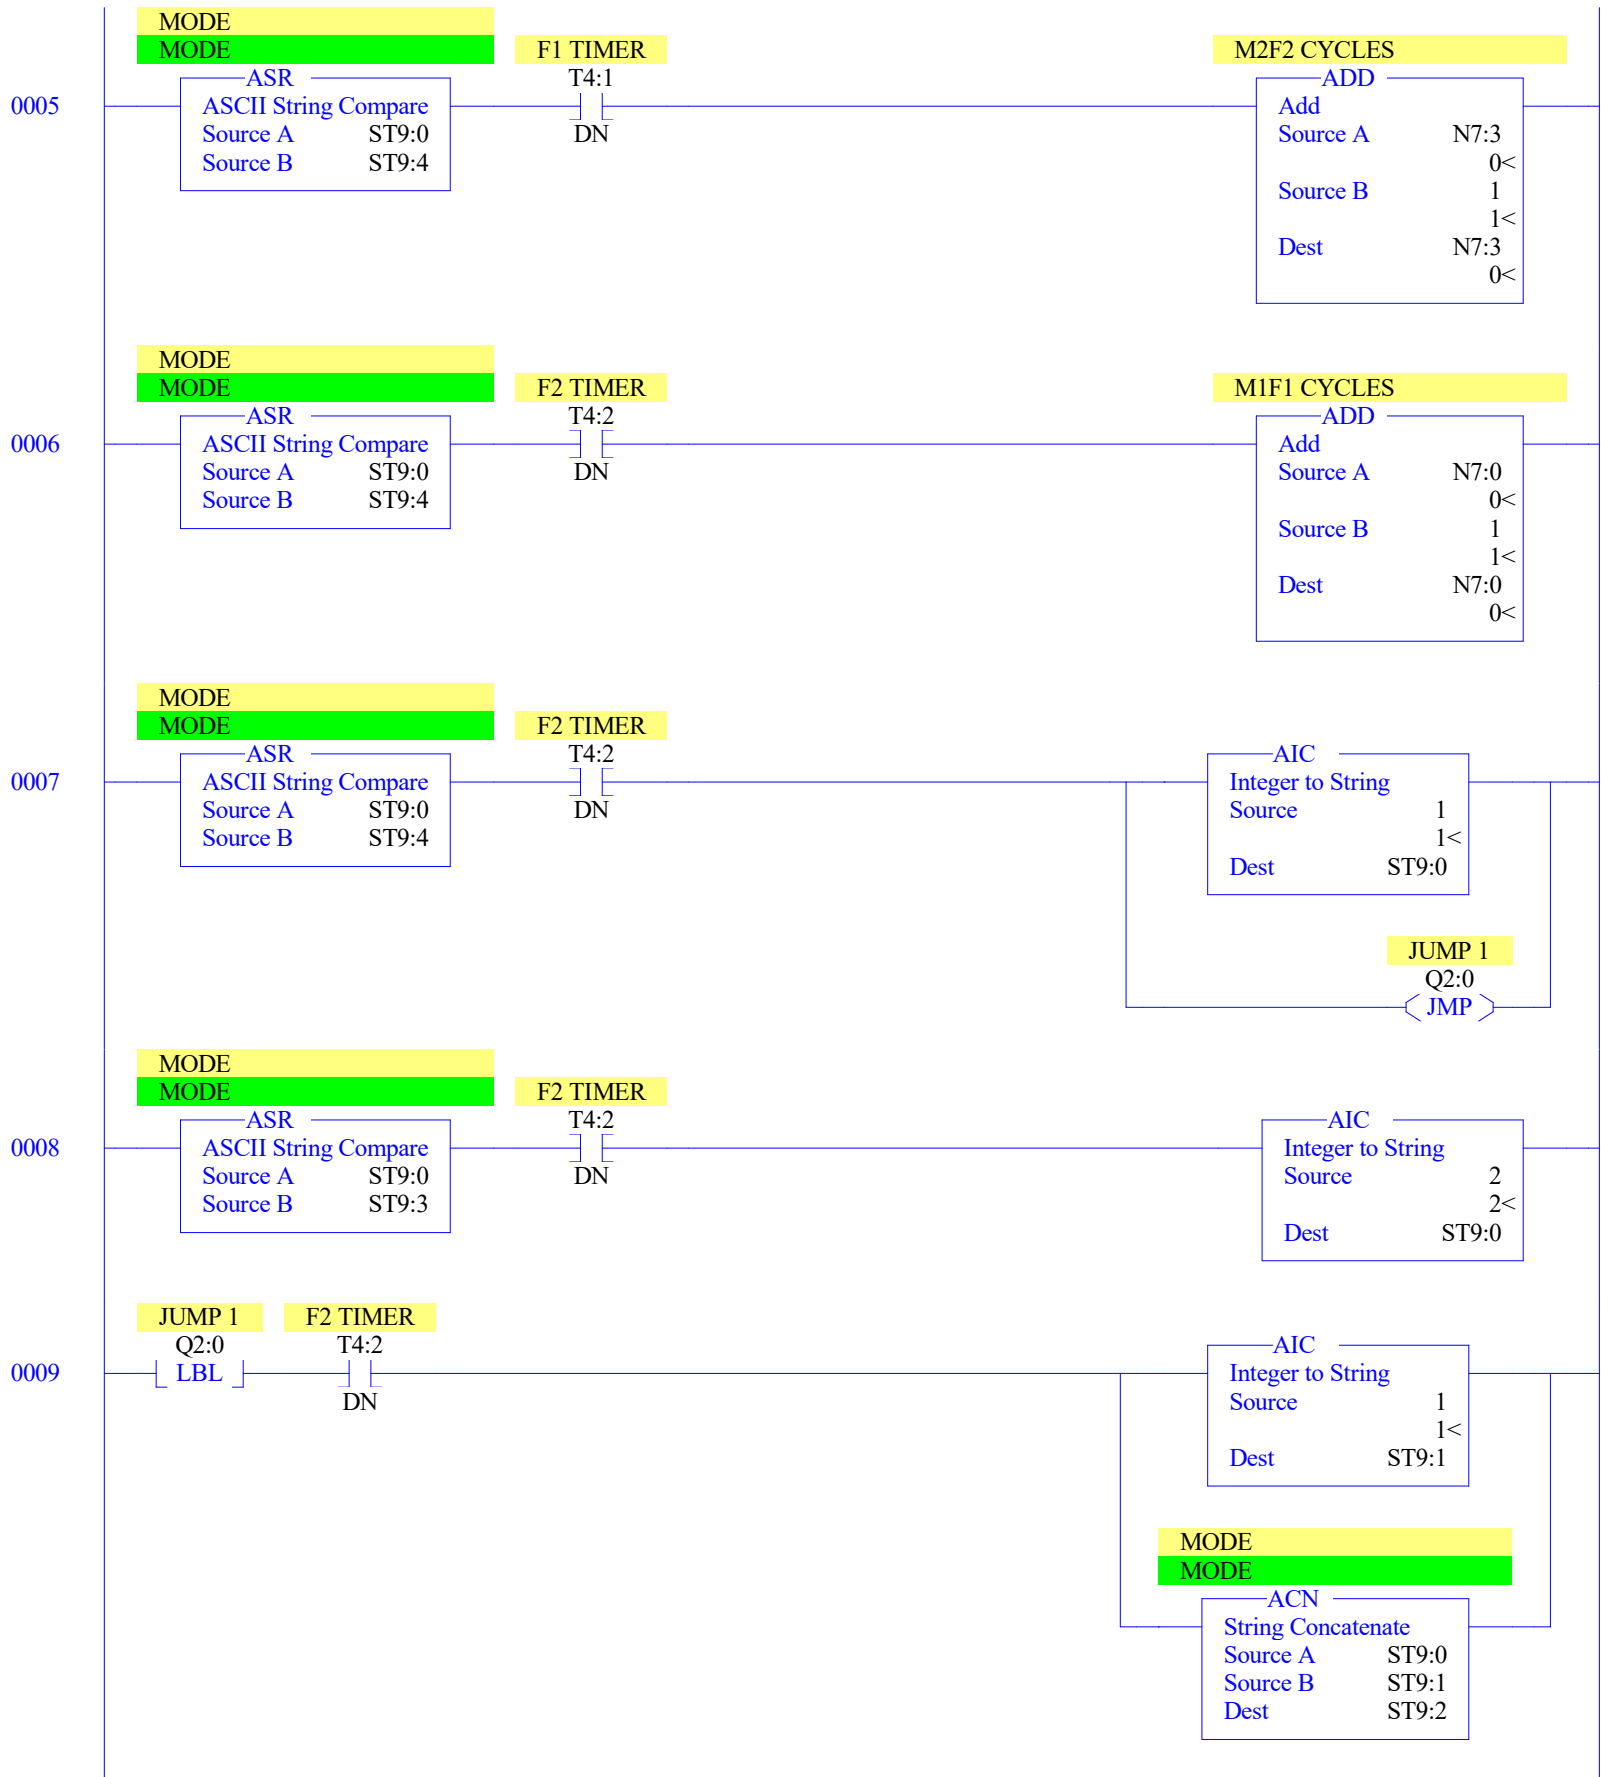 MODE
MODE F1 TIMER M2F2 CYCLES
ASR T4:1 ADD
0005 ASCII String Compare Add
Source A ST9:0 DN Source A N7:3
Source B ST9:4 0<
Source B 1
1<
Dest N7:3
0<
MODE
MODE F2 TIMER M1F1 CYCLES
ASR T4:2 ADD
0006 ASCII String Compare Add
Source A ST9:0 DN Source A N7:0
Source B ST9:4 0<
Source B 1
1<
Dest N7:0
0<
MODE
MODE F2 TIMER
ASR T4:2 AIC
0007 ASCII String Compare Integer to String
Source A ST9:0 DN Source 1
Source B ST9:4 1<
Dest ST9:0
JUMP 1
Q2:0
JMP
MODE
MODE F2 TIMER
ASR T4:2 AIC
0008 ASCII String Compare Integer to String
Source A ST9:0 DN Source 2
Source B ST9:3 2<
Dest ST9:0
JUMP 1 F2 TIMER
Q2:0 T4:2 AIC
0009 LBL Integer to String
DN Source 1
1<
Dest ST9:1
MODE
MODE
ACN
String Concatenate
Source A ST9:0
Source B ST9:1
Dest ST9:2